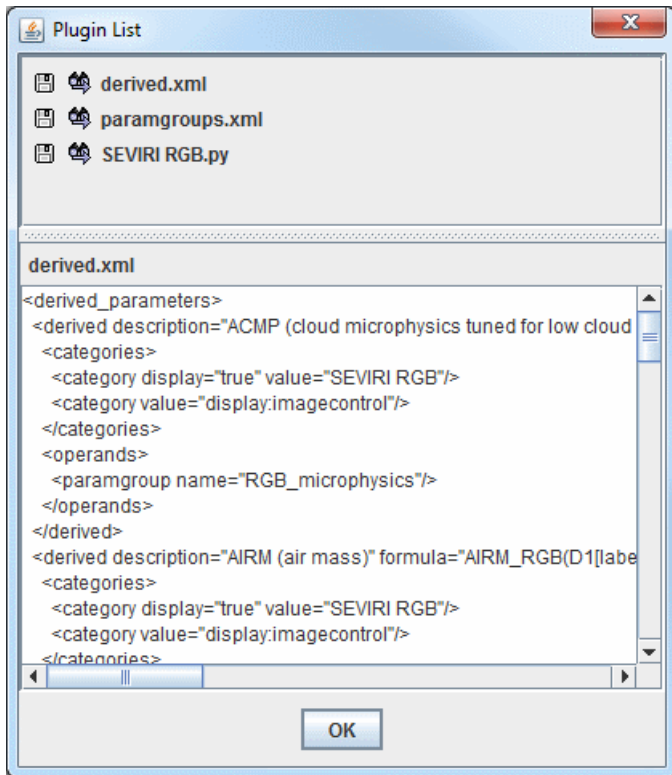 Plugin List
derived.xml
paramgroups.xml
SEVIRI RGB.py
derived.xml
<derived_parameters>
<derived description="ACMP (cloud microphysics tuned for low cloud
<categories>
<category display="true" value="SEVIRI RGB"/>
<category value="display:imagecontrol"/>
</categories>
<operands>
<paramgroup name="RGB_microphysics"/>
</operands>
</derived>
<derived description="AIRM (air mass)" formula="AIRM_RGB(D1[labe
<categories>
<category display="true" value="SEVIRI RGB"/>
<category value="display:imagecontrol"/>
</categories>
OK